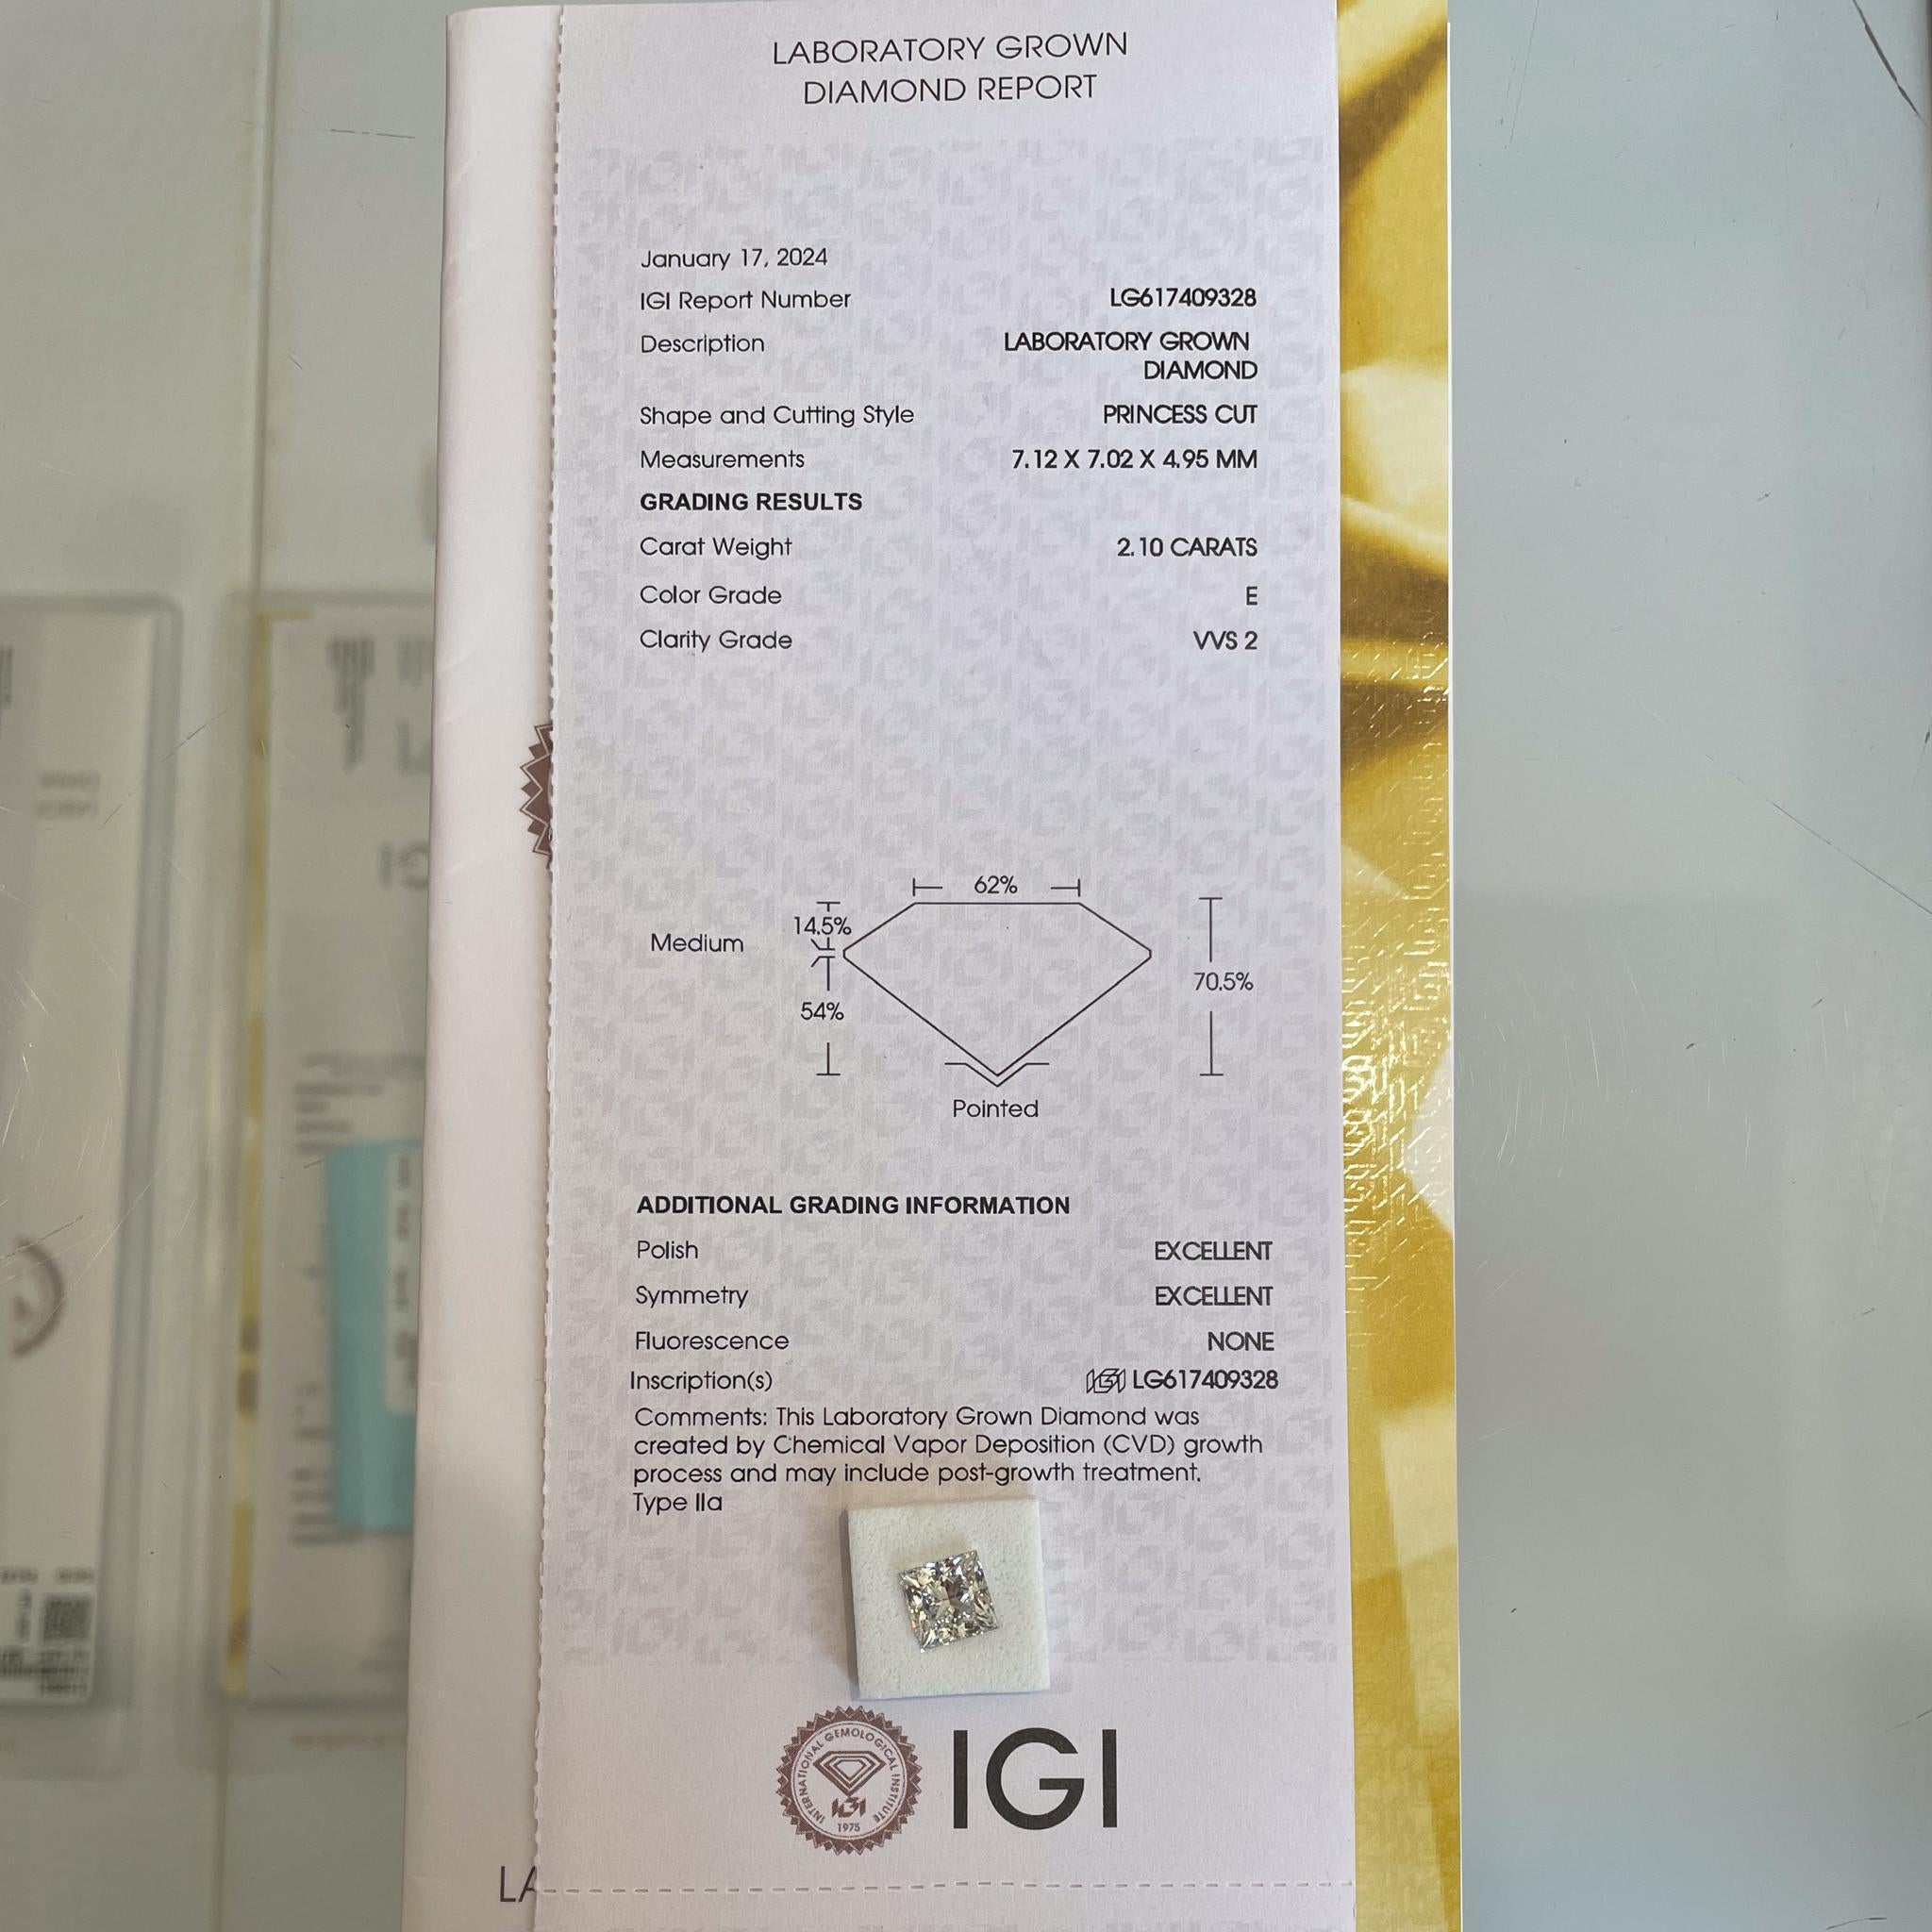 LABORATORY GROWN
DIAMOND REPORT
January 17, 2024
IGI Report Number LG617409328
Description LABORATORY GROWN
DIAMOND
Shape and Cutting Style PRINCESS CUT
Measurements 7.12 X 7.02 X 4.95 MM
GRADING RESULTS
Carat Weight 2.10 CARATS
Color Grade E
Clarity Grade VVS 2
62%
14.5%
Medium
70.5%
54%
Pointed
ADDITIONAL GRADING INFORMATION
Polish EXCELLENT
Symmetry EXCELLENT
Fluorescence NONE
Inscription(s) IGI LG617409328
Comments: This Laboratory Grown Diamond was
created by Chemical Vapor Deposition (CVD) growth
process and may include post-growth treatment.
Type IIa
INTERNATIONAL GEMOLOGICAL INSTITUTE
IGI
1975
IGI
LA